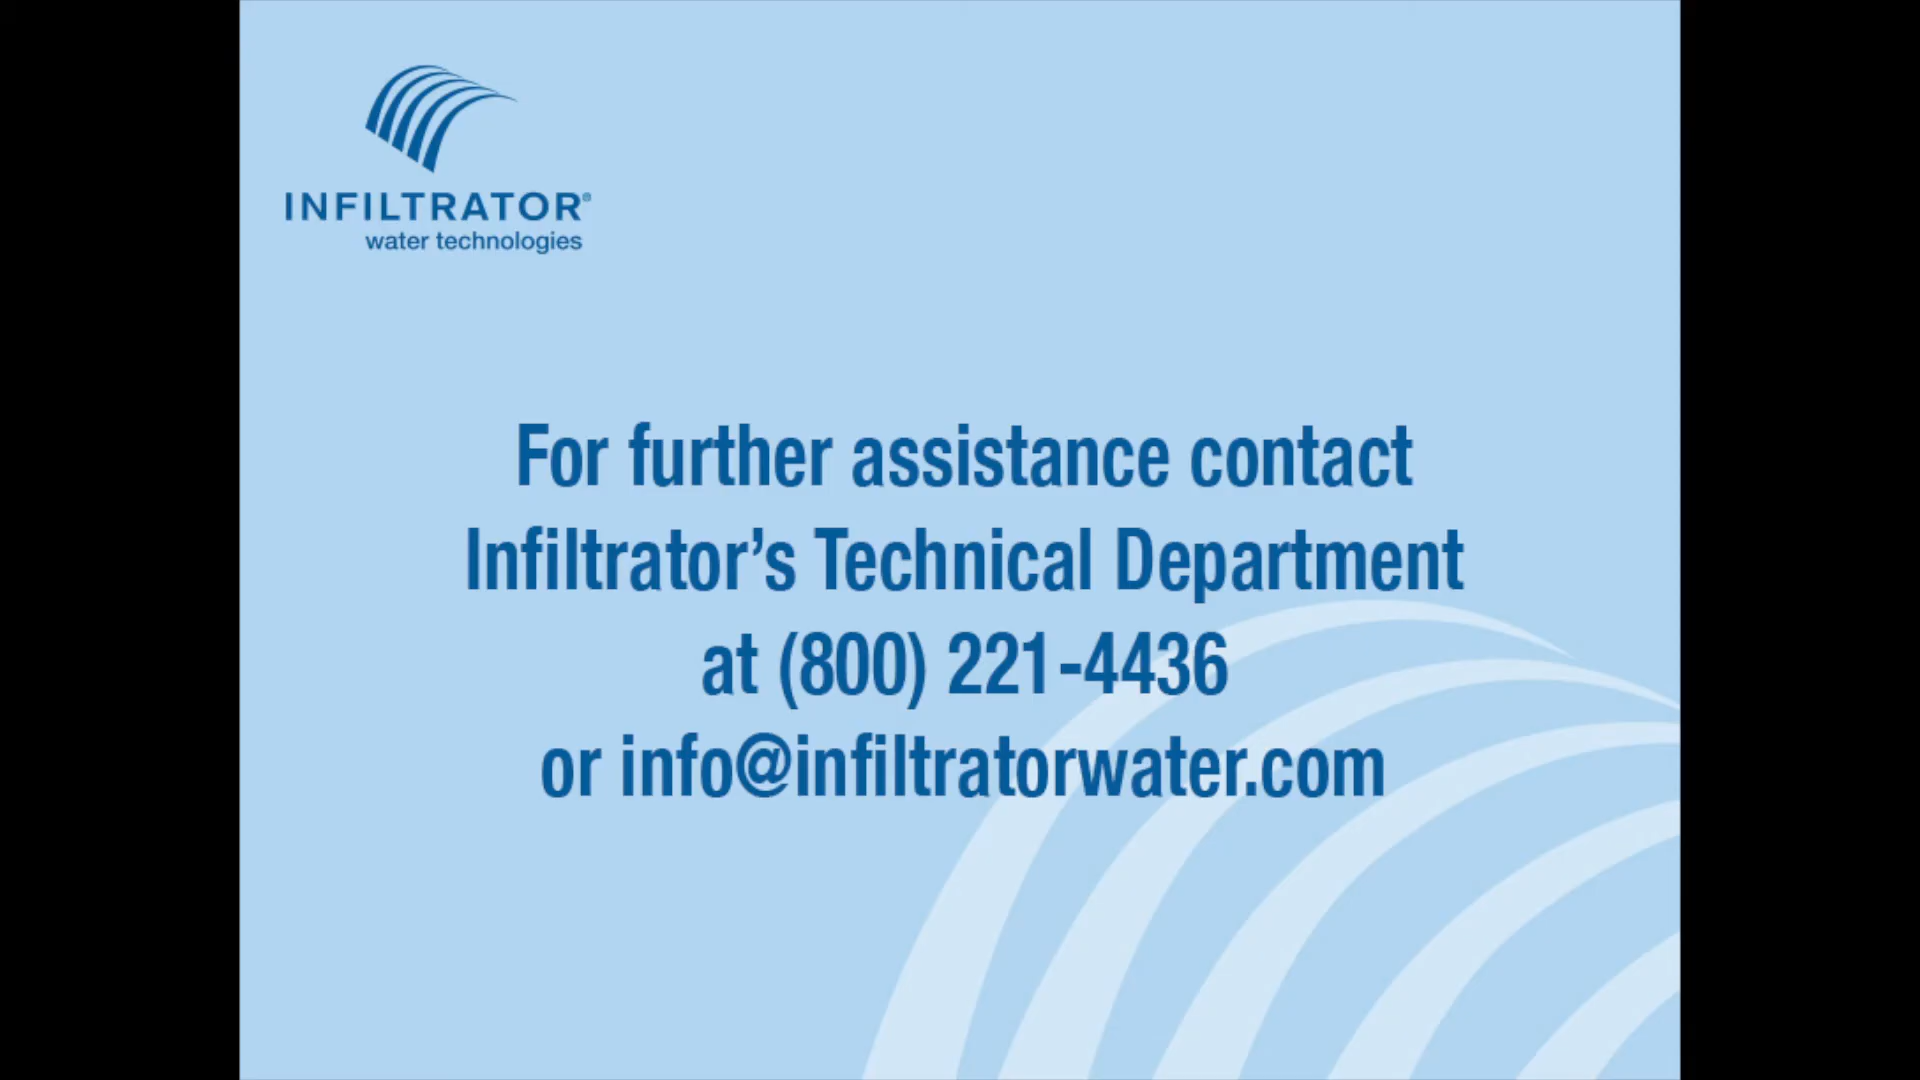 INFILTRATOR®
water technologies
For further assistance contact
Infiltrator’s Technical Department
at (800) 221-4436
or info@infiltratorwater.com